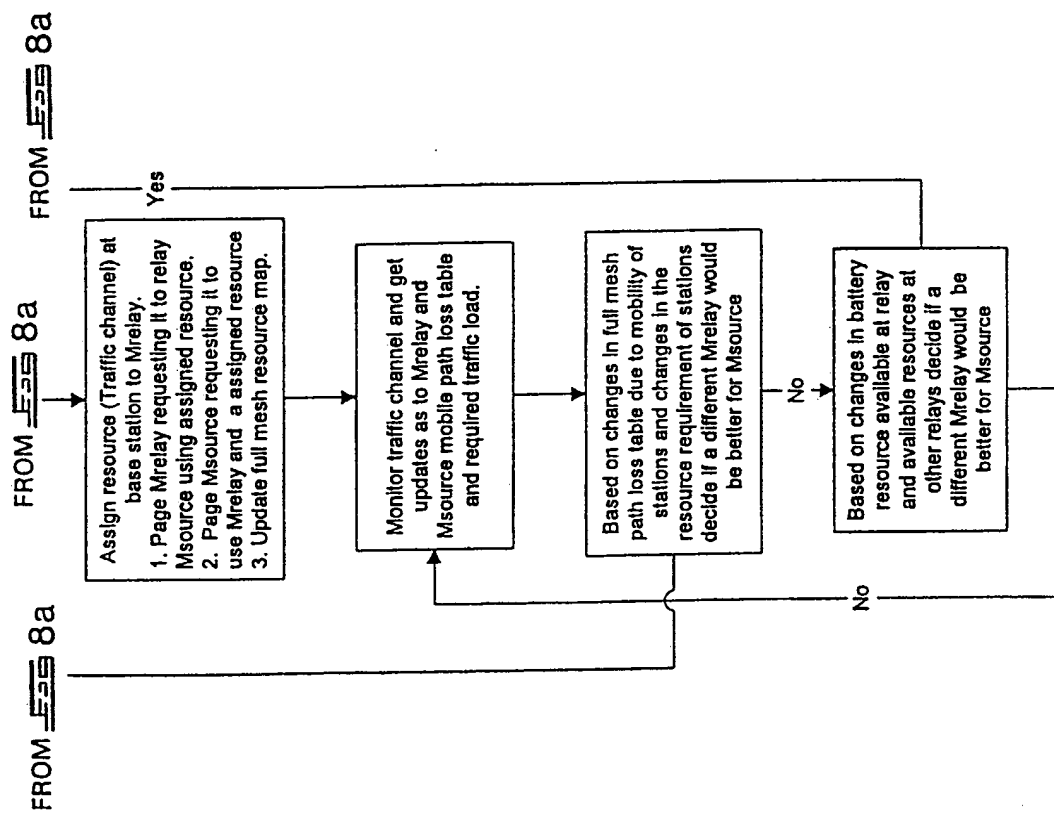 FROM Fig 8a
FROM Fig 8a
FROM Fig 8a
Assign resource (Traffic channel) at
base station to Mrelay.
1. Page Mrelay requesting it to relay
Msource using assigned resource.
2. Page Msource requesting it to
use Mrelay and a assigned resource
3. Update full mesh resource map.
Yes
Monitor traffic channel and get
updates as to Mrelay and
Msource mobile path loss table
and required traffic load.
Based on changes in full mesh
path loss table due to mobility of
stations and changes in the
resource requirement of stations
decide if a different Mrelay would
be better for Msource
No
No
Based on changes in battery
resource available at relay
and available resources at
other relays decide if a
different Mrelay would be
better for Msource